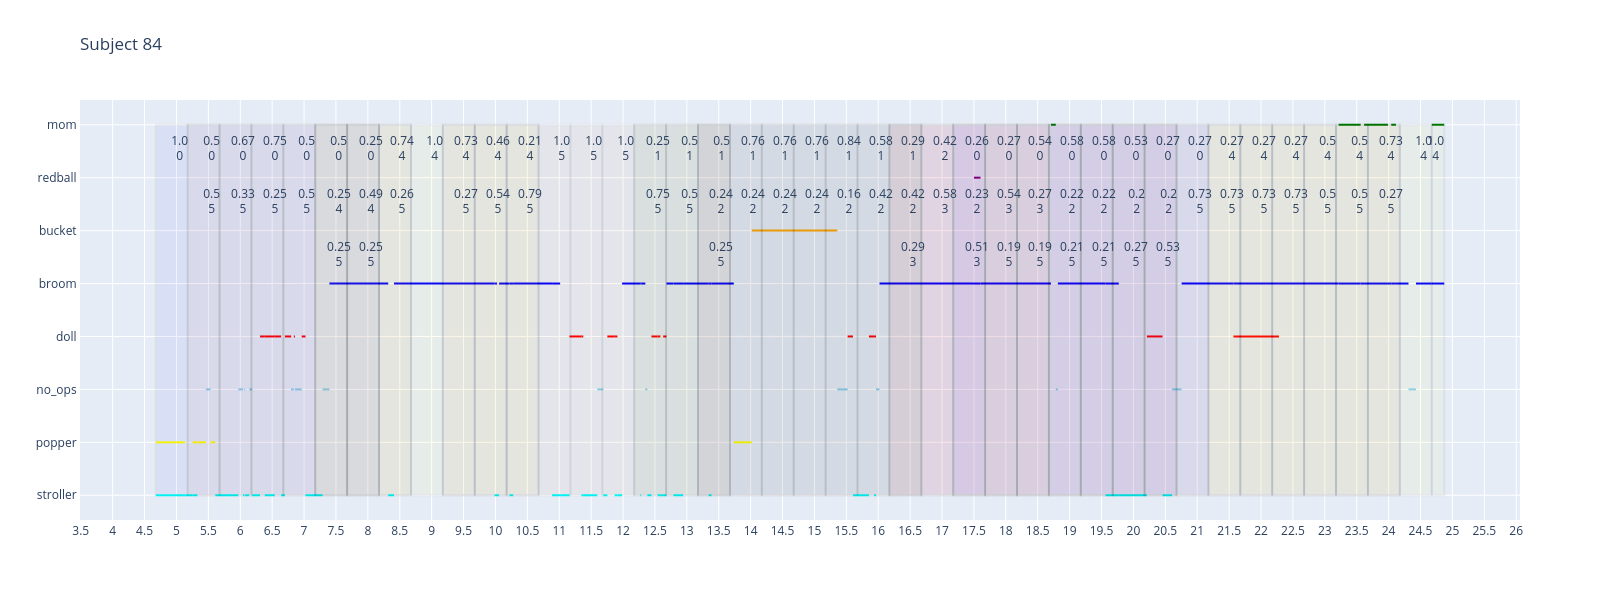 Subject 84
mom
1.0 0.5 0.67 0.75 0.5 0.5 0.25 0.74 1.0 0.73 0.46 0.21 1.0 1.0 1.0 0.25 0.5 0.5 0.76 0.76 0.76 0.84 0.58 0.29 0.42 0.26 0.27 0.54 0.58 0.58 0.53 0.27 0.27 0.27 0.27 0.27 0.5 0.5 0.73 1.0 1.0
0 0 0 0 0 0 0 4 4 4 4 4 5 5 5 1 1 1 1 1 1 1 1 1 2 0 0 0 0 0 0 0 0 4 4 4 4 4 4 4 4
redball
0.5 0.33 0.25 0.5 0.25 0.49 0.26 0.27 0.54 0.79 0.75 0.5 0.24 0.24 0.24 0.24 0.16 0.42 0.42 0.58 0.23 0.54 0.27 0.22 0.22 0.2 0.2 0.73 0.73 0.73 0.73 0.5 0.5 0.27
5 5 5 5 4 4 5 5 5 5 5 5 2 2 2 2 2 2 2 3 2 3 3 2 2 2 2 5 5 5 5 5 5 5
bucket
0.25 0.25 0.25 0.29 0.51 0.19 0.19 0.21 0.21 0.27 0.53
5 5 5 3 3 5 5 5 5 5 5
broom
doll
no_ops
popper
stroller
3.5 4 4.5 5 5.5 6 6.5 7 7.5 8 8.5 9 9.5 10 10.5 11 11.5 12 12.5 13 13.5 14 14.5 15 15.5 16 16.5 17 17.5 18 18.5 19 19.5 20 20.5 21 21.5 22 22.5 23 23.5 24 24.5 25 25.5 26